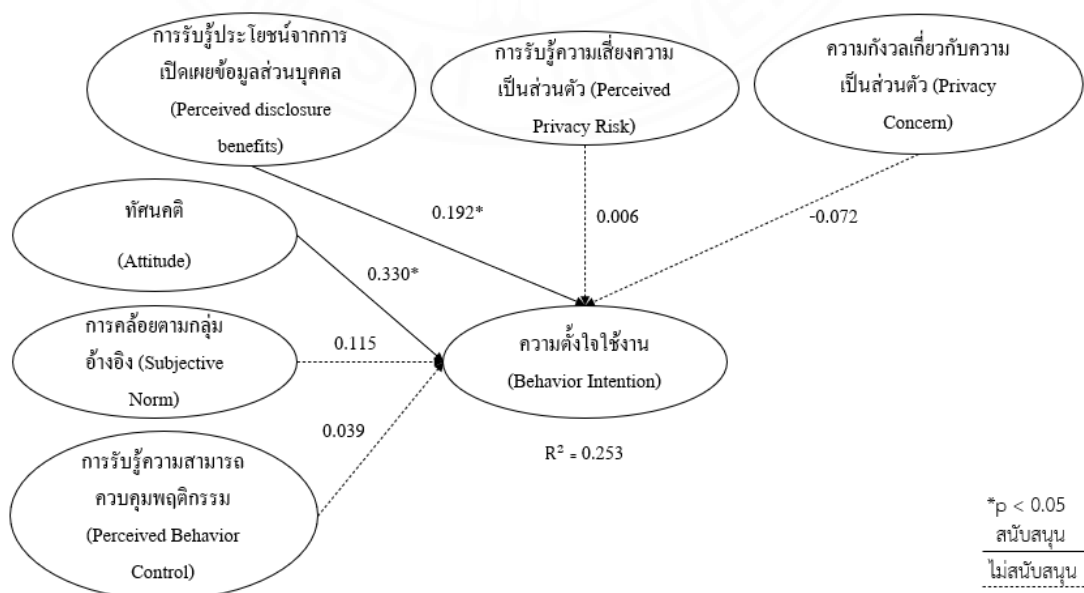 การรับรู้ประโยชน์จากการ
เปิดเผยข้อมูลส่วนบุคคล
(Perceived disclosure
benefits)
การรับรู้ความเสี่ยงความ
เป็นส่วนตัว (Perceived
Privacy Risk)
ความกังวลเกี่ยวกับความ
เป็นส่วนตัว (Privacy
Concern)
ทัศนคติ
(Attitude)
0.192*
0.006
-0.072
0.330*
การคล้อยตามกลุ่ม
อ้างอิง (Subjective
Norm)
0.115
ความตั้งใจใช้งาน
(Behavior Intention)
0.039
การรับรู้ความสามารถ
ควบคุมพฤติกรรม
(Perceived Behavior
Control)
R² = 0.253
*p < 0.05
สนับสนุน
ไม่สนับสนุน